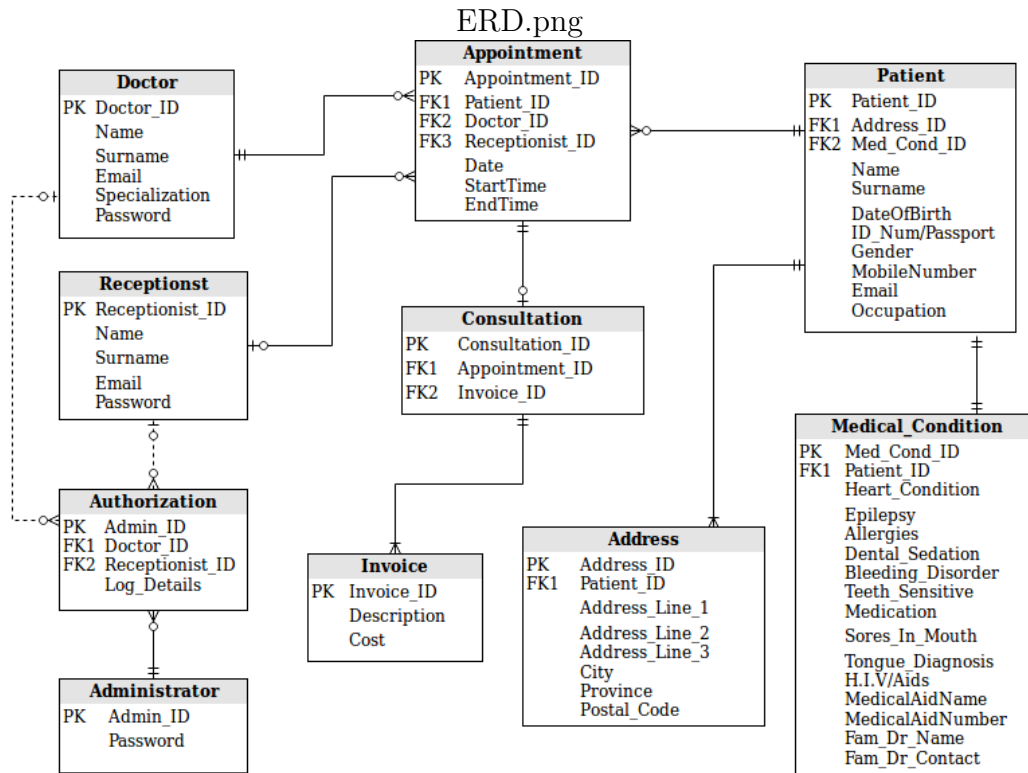 ERD.png
Doctor
PK Doctor_ID
Name
Surname
Email
Specialization
Password
Appointment
PK Appointment_ID
FK1 Patient_ID
FK2 Doctor_ID
FK3 Receptionist_ID
Date
StartTime
EndTime
Patient
PK Patient_ID
FK1 Address_ID
FK2 Med_Cond_ID
Name
Surname
DateOfBirth
ID_Num/Passport
Gender
MobileNumber
Email
Occupation
Receptionst
PK Receptionist_ID
Name
Surname
Email
Password
Consultation
PK Consultation_ID
FK1 Appointment_ID
FK2 Invoice_ID
Medical_Condition
PK Med_Cond_ID
FK1 Patient_ID
Heart_Condition
Epilepsy
Allergies
Dental_Sedation
Bleeding_Disorder
Teeth_Sensitive
Medication
Sores_In_Mouth
Tongue_Diagnosis
H.I.V/Aids
MedicalAidName
MedicalAidNumber
Fam_Dr_Name
Fam_Dr_Contact
Authorization
PK Admin_ID
FK1 Doctor_ID
FK2 Receptionist_ID
Log_Details
Invoice
PK Invoice_ID
Description
Cost
Address
PK Address_ID
FK1 Patient_ID
Address_Line_1
Address_Line_2
Address_Line_3
City
Province
Postal_Code
Administrator
PK Admin_ID
Password